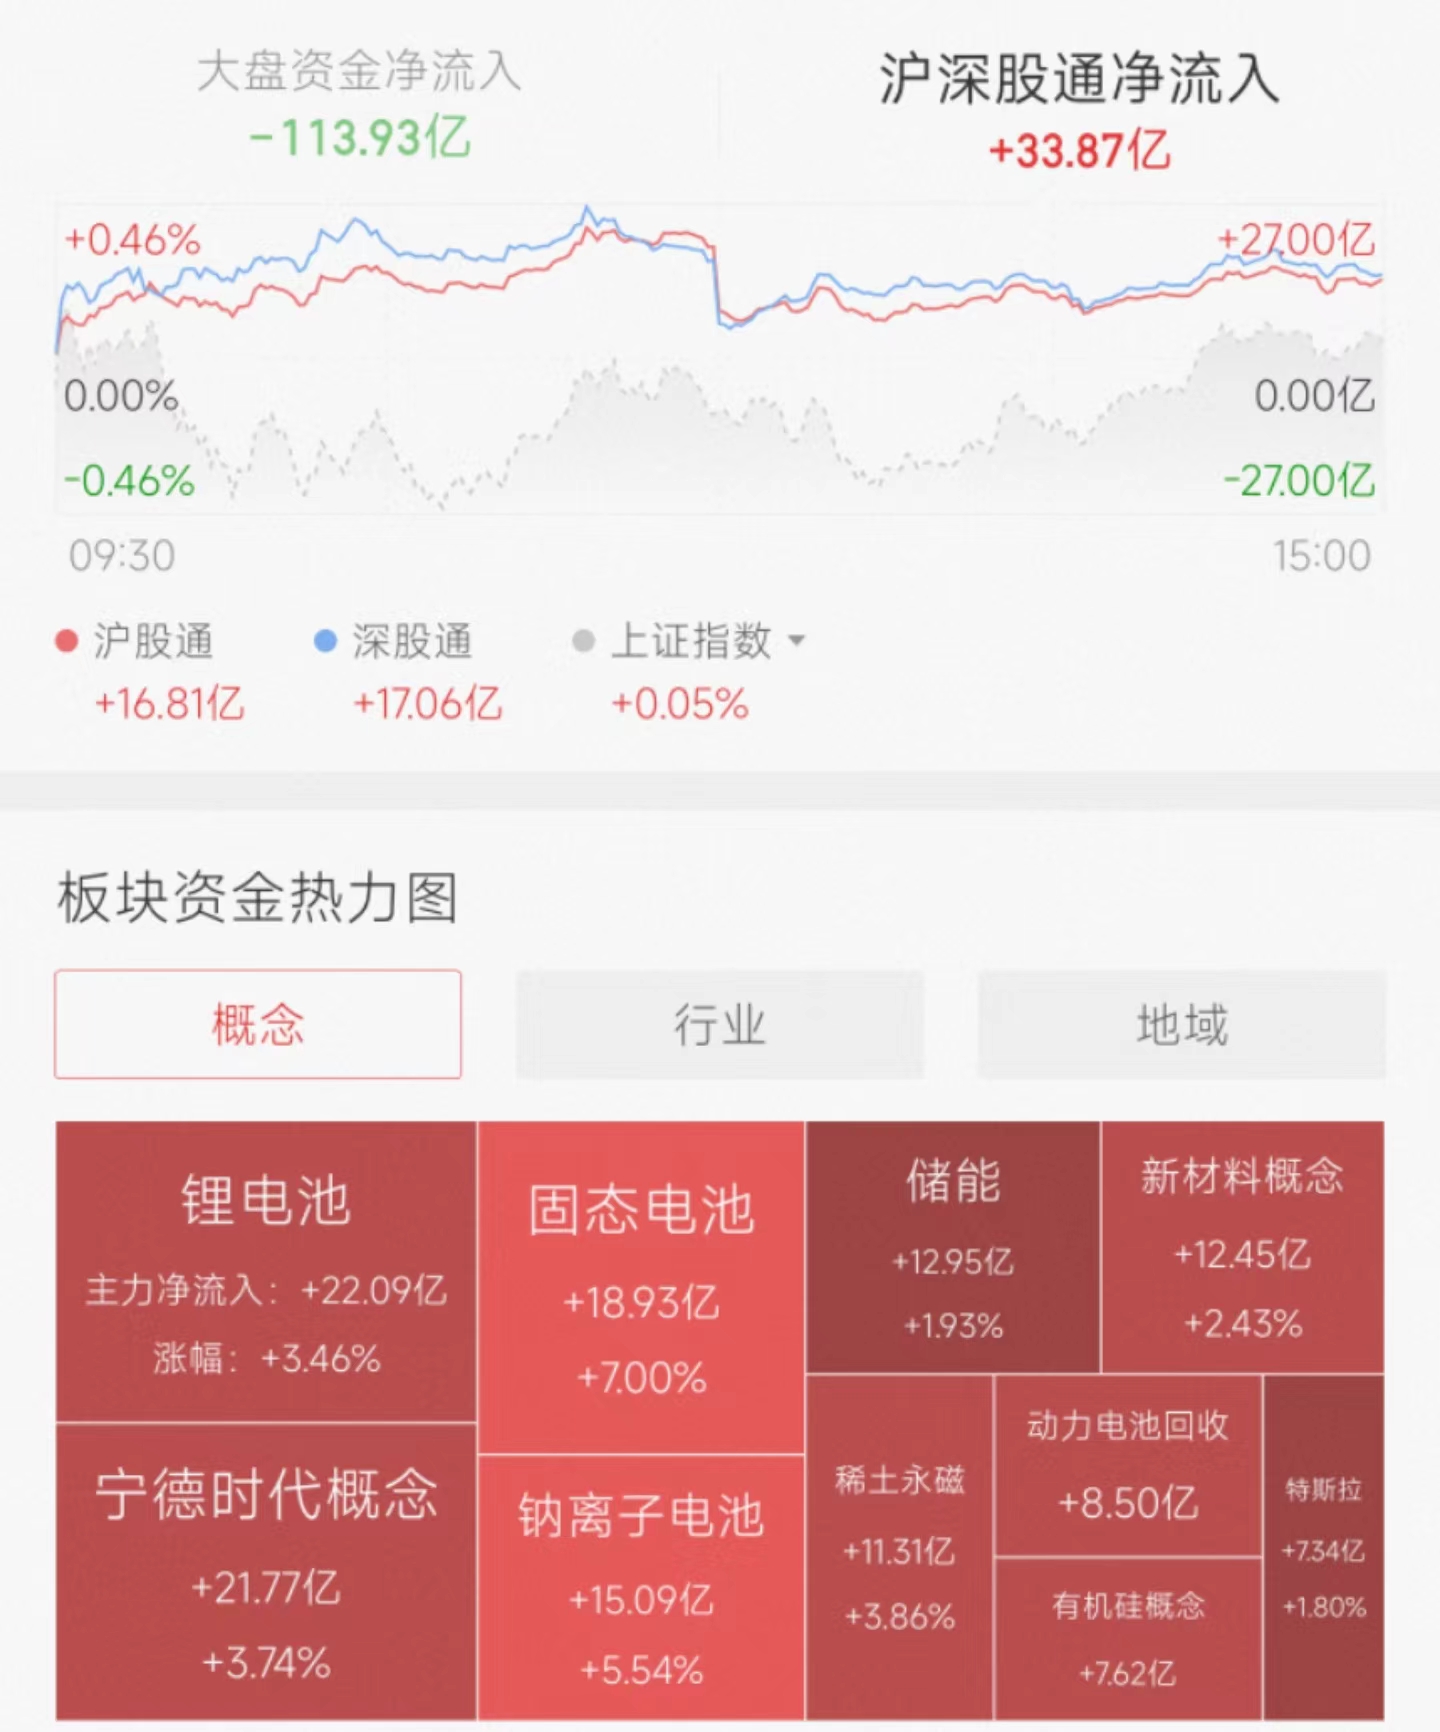 大盘资金净流入
-113.93亿
沪深股通净流入
+33.87亿
+0.46%
+27.00亿
0.00%
0.00亿
-0.46%
-27.00亿
09:30
15:00
沪股通
深股通
上证指数
+16.81亿
+17.06亿
+0.05%
板块资金热力图
概念
行业
地域
锂电池
主力净流入：+22.09亿
涨幅：+3.46%
宁德时代概念
+21.77亿
+3.74%
固态电池
+18.93亿
+7.00%
钠离子电池
+15.09亿
+5.54%
储能
+12.95亿
+1.93%
新材料概念
+12.45亿
+2.43%
稀土永磁
+11.31亿
+3.86%
动力电池回收
+8.50亿
有机硅概念
+7.62亿
特斯拉
+7.34亿
+1.80%